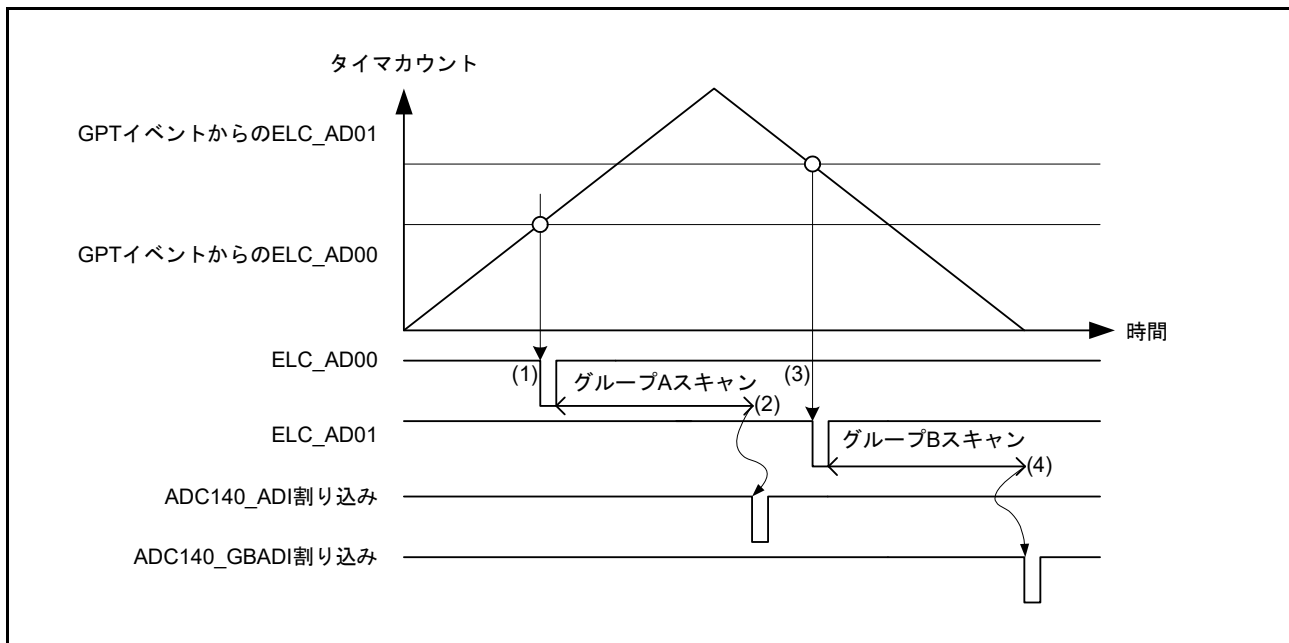 タイマカウント
GPTイベントからのELC_AD01
GPTイベントからのELC_AD00
時間
ELC_AD00
(1)
グループAスキャン
(2)
(3)
ELC_AD01
グループBスキャン
(4)
ADC140_ADI割り込み
ADC140_GBADI割り込み